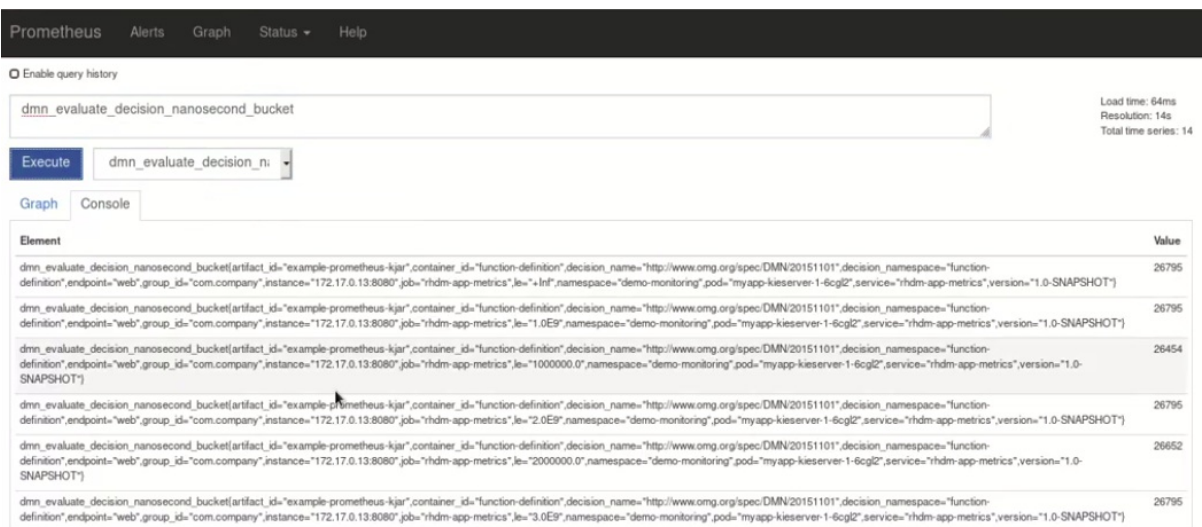 Prometheus Alerts Graph Status Help
Enable query history
dmn_evaluate_decision_nanosecond_bucket
Load time: 64ms
Resolution: 14s
Total time series: 14
Execute dmn_evaluate_decision_na
Graph Console
Element Value
dmn_evaluate_decision_nanosecond_bucket{artifact_id="example-prometheus-kjar",container_id="function-definition",decision_name="http://www.omg.org/spec/DMN/20151101",decision_namespace="function- 26795
definition",endpoint="web",group_id="com.company",instance="172.17.0.13:8080",job="rhdm-app-metrics",le="+Inf",namespace="demo-monitoring",pod="myapp-kieserver-1-6cgl2",service="rhdm-app-metrics",version="1.0-SNAPSHOT"}
dmn_evaluate_decision_nanosecond_bucket{artifact_id="example-prometheus-kjar",container_id="function-definition",decision_name="http://www.omg.org/spec/DMN/20151101",decision_namespace="function- 26795
definition",endpoint="web",group_id="com.company",instance="172.17.0.13:8080",job="rhdm-app-metrics",le="1.0E9",namespace="demo-monitoring",pod="myapp-kieserver-1-6cgl2",service="rhdm-app-metrics",version="1.0-SNAPSHOT"}
dmn_evaluate_decision_nanosecond_bucket{artifact_id="example-prometheus-kjar",container_id="function-definition",decision_name="http://www.omg.org/spec/DMN/20151101",decision_namespace="function- 26454
definition",endpoint="web",group_id="com.company",instance="172.17.0.13:8080",job="rhdm-app-metrics",le="1000000.0",namespace="demo-monitoring",pod="myapp-kieserver-1-6cgl2",service="rhdm-app-metrics",version="1.0-
SNAPSHOT"}
dmn_evaluate_decision_nanosecond_bucket{artifact_id="example-prometheus-kjar",container_id="function-definition",decision_name="http://www.omg.org/spec/DMN/20151101",decision_namespace="function- 26795
definition",endpoint="web",group_id="com.company",instance="172.17.0.13:8080",job="rhdm-app-metrics",le="2.0E9",namespace="demo-monitoring",pod="myapp-kieserver-1-6cgl2",service="rhdm-app-metrics",version="1.0-SNAPSHOT"}
dmn_evaluate_decision_nanosecond_bucket{artifact_id="example-prometheus-kjar",container_id="function-definition",decision_name="http://www.omg.org/spec/DMN/20151101",decision_namespace="function- 26652
definition",endpoint="web",group_id="com.company",instance="172.17.0.13:8080",job="rhdm-app-metrics",le="2000000.0",namespace="demo-monitoring",pod="myapp-kieserver-1-6cgl2",service="rhdm-app-metrics",version="1.0-
SNAPSHOT"}
dmn_evaluate_decision_nanosecond_bucket{artifact_id="example-prometheus-kjar",container_id="function-definition",decision_name="http://www.omg.org/spec/DMN/20151101",decision_namespace="function- 26795
definition",endpoint="web",group_id="com.company",instance="172.17.0.13:8080",job="rhdm-app-metrics",le="3.0E9",namespace="demo-monitoring",pod="myapp-kieserver-1-6cgl2",service="rhdm-app-metrics",version="1.0-SNAPSHOT"}